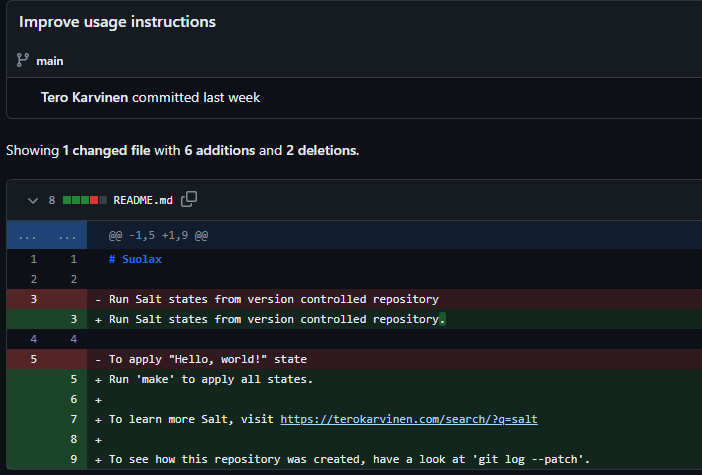 Improve usage instructions
main
Tero Karvinen committed last week
Showing 1 changed file with 6 additions and 2 deletions.
8 README.md
... ... @@ -1,5 +1,9 @@
1 1 # Suolax
2 2
3 - Run Salt states from version controlled repository
3 + Run Salt states from version controlled repository.
4 4
5 - To apply "Hello, world!" state
5 + Run 'make' to apply all states.
6 +
7 + To learn more Salt, visit https://terokarvinen.com/search/?q=salt
8 +
9 + To see how this repository was created, have a look at 'git log --patch'.